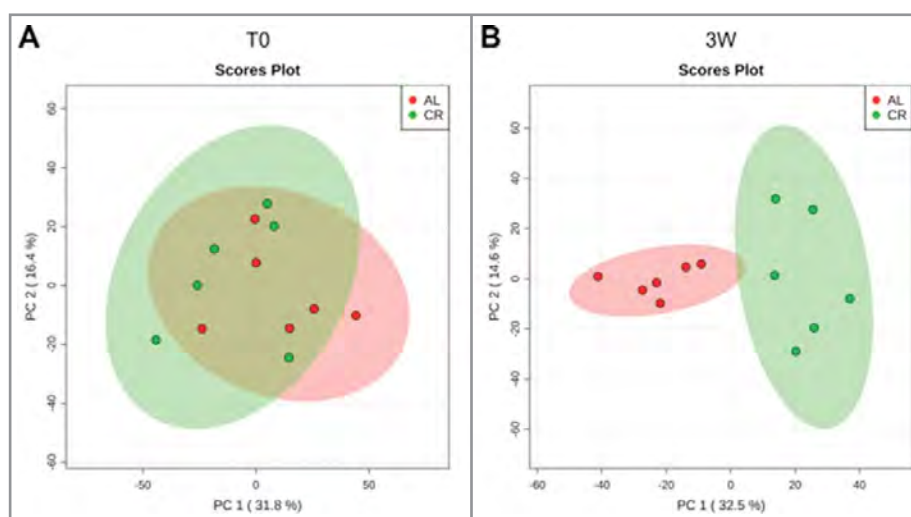 A
T0
Scores Plot
AL
CR
60
40
20
0
-20
-40
-60
PC 2 ( 16.4 %)
-50
0
50
PC 1 ( 31.8 %)
B
3W
Scores Plot
AL
CR
60
40
20
0
-20
-40
-60
PC 2 ( 14.6 %)
-60
-40
-20
0
20
40
PC 1 ( 32.5 %)